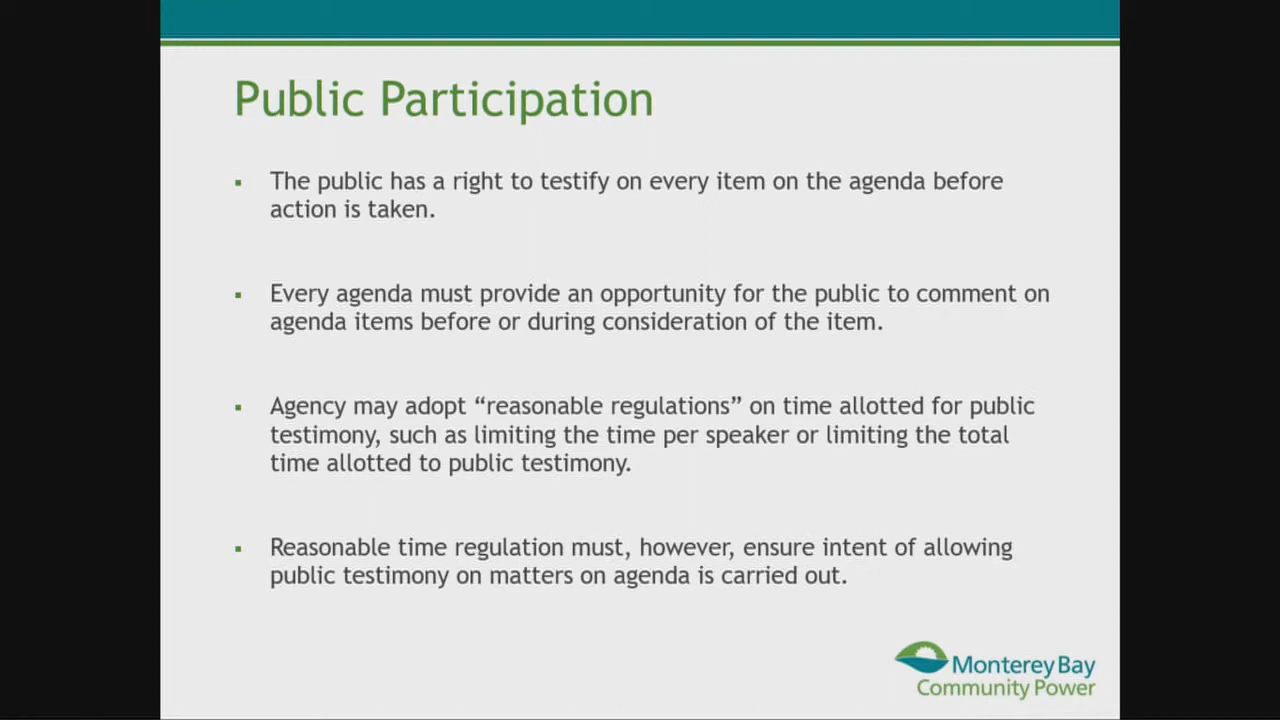 Public Participation
The public has a right to testify on every item on the agenda before
action is taken.
Every agenda must provide an opportunity for the public to comment on
agenda items before or during consideration of the item.
Agency may adopt “reasonable regulations” on time allotted for public
testimony, such as limiting the time per speaker or limiting the total
time allotted to public testimony.
Reasonable time regulation must, however, ensure intent of allowing
public testimony on matters on agenda is carried out.
Monterey Bay
Community Power